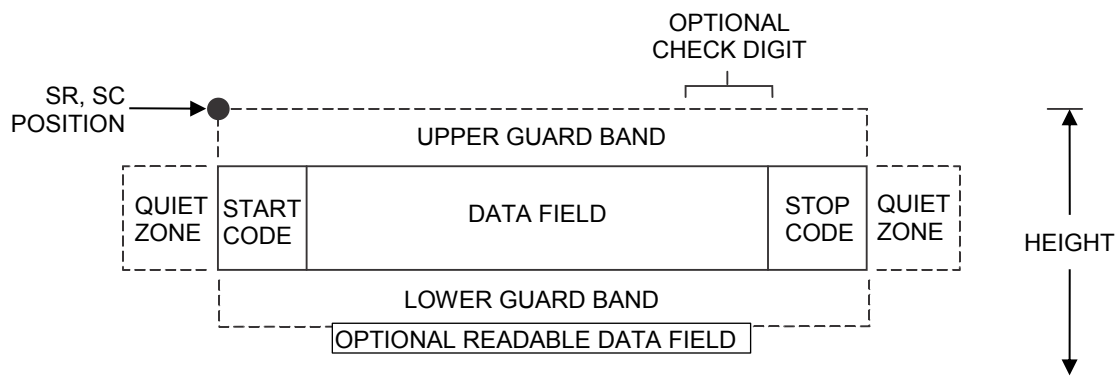 OPTIONAL
CHECK DIGIT
SR, SC
POSITION
UPPER GUARD BAND
QUIET
ZONE
START
CODE
DATA FIELD
STOP
CODE
QUIET
ZONE
HEIGHT
LOWER GUARD BAND
OPTIONAL READABLE DATA FIELD